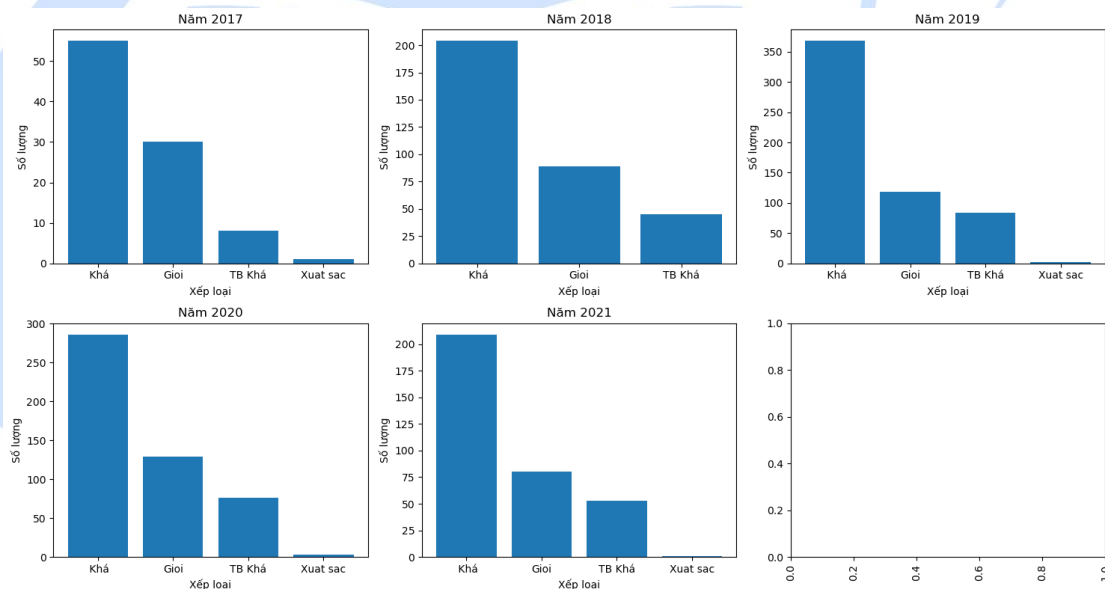 Năm 2017
Số lượng
50
40
30
20
10
0
Khá Gioi TB Khá Xuat sac
Xếp loại
Năm 2018
Số lượng
200
175
150
125
100
75
50
25
0
Khá Gioi TB Khá
Xếp loại
Năm 2019
Số lượng
350
300
250
200
150
100
50
0
Khá Gioi TB Khá Xuat sac
Xếp loại
Năm 2020
Số lượng
300
250
200
150
100
50
0
Khá Gioi TB Khá Xuat sac
Xếp loại
Năm 2021
Số lượng
200
175
150
125
100
75
50
25
0
Khá Gioi TB Khá Xuat sac
Xếp loại
1.0
0.8
0.6
0.4
0.2
0.0
0.0 0.2 0.4 0.6 0.8 1.0